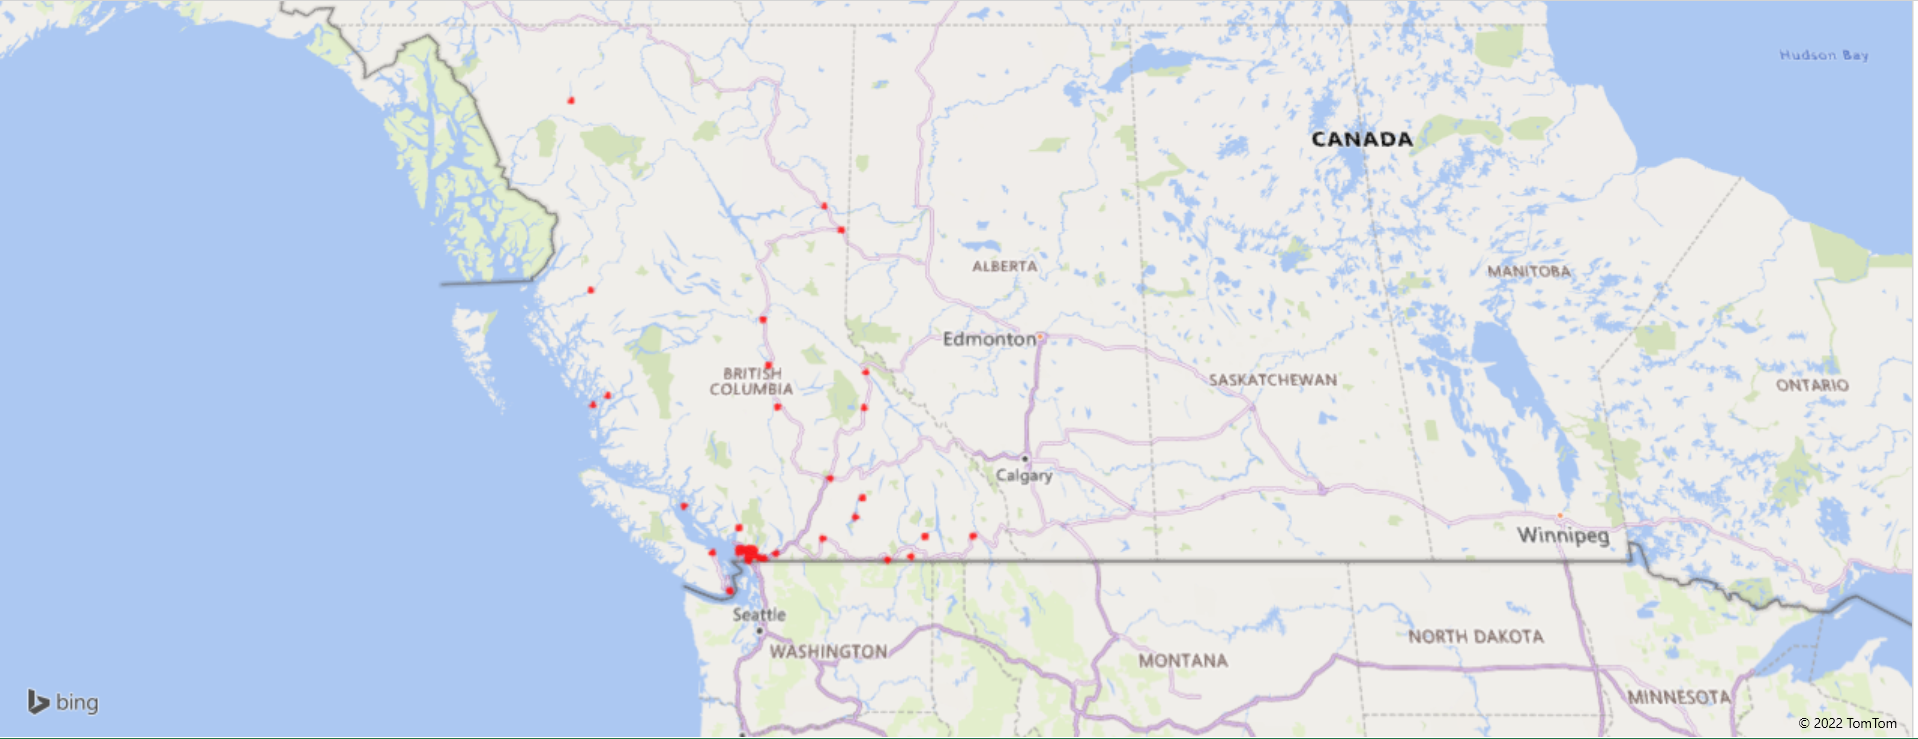 Hudson Bay
CANADA
ALBERTA
MANITOBA
Edmonton
BRITISH
COLUMBIA
SASKATCHEWAN
ONTARIO
Calgary
Winnipeg
Seattle
WASHINGTON
NORTH DAKOTA
MONTANA
MINNESOTA
bing
© 2022 TomTom